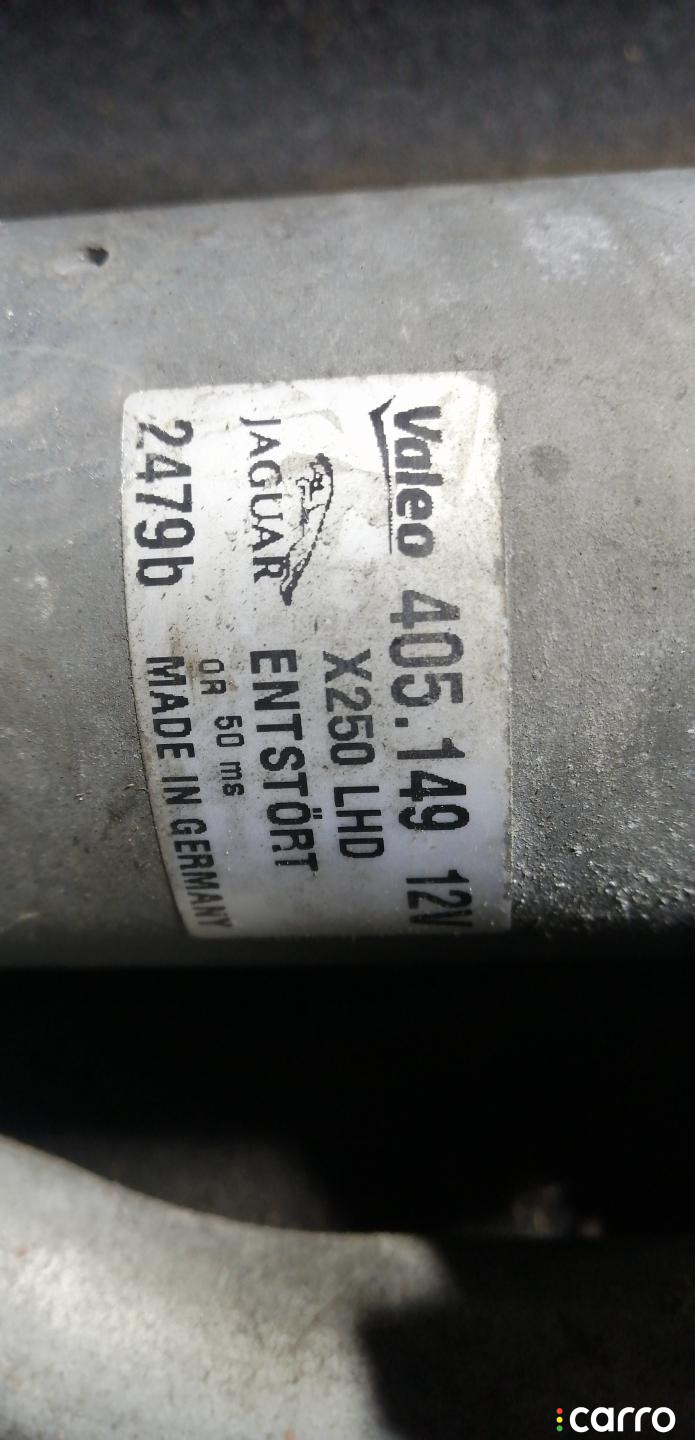 Valeo 405.149 12V
X250 LHD
JAGUAR ENTSTÖRT
OR 50 ms
2479b MADE IN GERMANY
carro